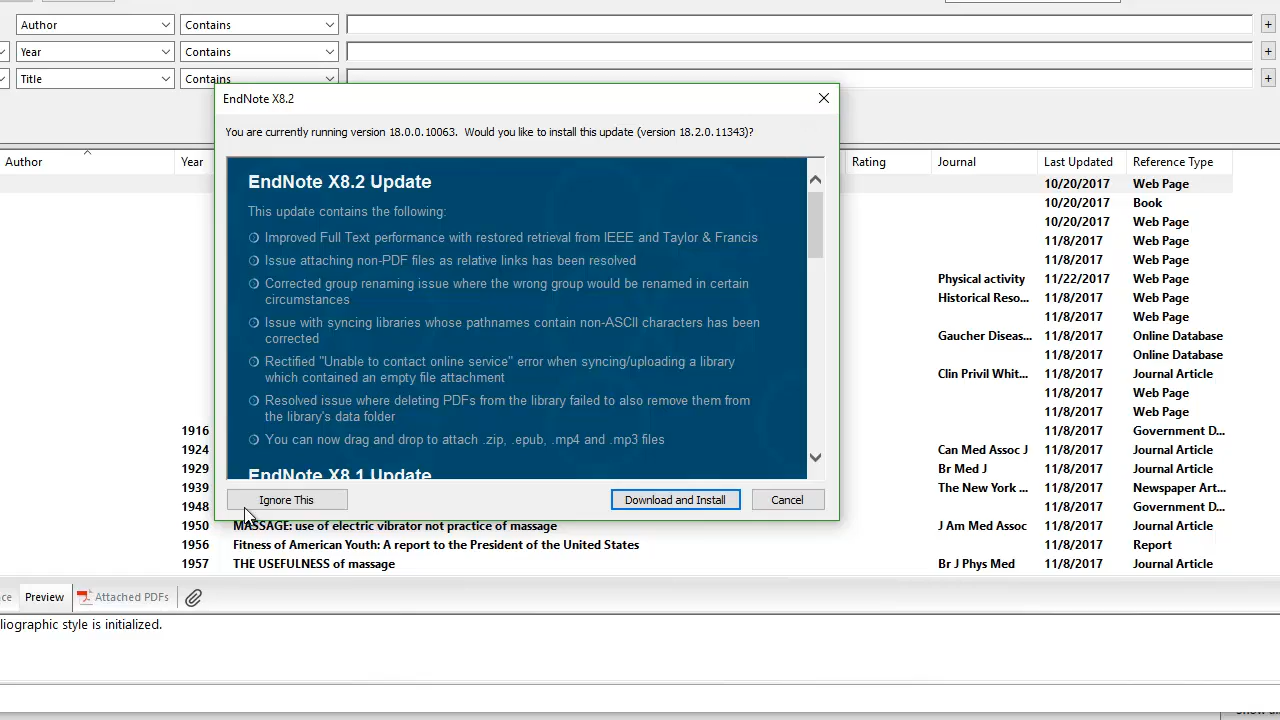 Author Contains +
Year Contains +
Title Contains +
EndNote X8.2
You are currently running version 18.0.0.10063. Would you like to install this update (version 18.2.0.11343)?
Author Year Rating Journal Last Updated Reference Type
EndNote X8.2 Update
This update contains the following:
Improved Full Text performance with restored retrieval from IEEE and Taylor & Francis
Issue attaching non-PDF files as relative links has been resolved
Corrected group renaming issue where the wrong group would be renamed in certain
circumstances
Issue with syncing libraries whose pathnames contain non-ASCII characters has been
corrected
Rectified "Unable to contact online service" error when syncing/uploading a library
which contained an empty file attachment
Resolved issue where deleting PDFs from the library failed to also remove them from
the library's data folder
You can now drag and drop to attach .zip, .epub, .mp4 and .mp3 files
EndNote X8.1 Update
Ignore This Download and Install Cancel
10/20/2017 Web Page
10/20/2017 Book
10/20/2017 Web Page
11/8/2017 Web Page
11/8/2017 Web Page
Physical activity 11/22/2017 Web Page
Historical Reso... 11/8/2017 Web Page
11/8/2017 Web Page
Gaucher Diseas... 11/8/2017 Online Database
11/8/2017 Online Database
Clin Privil Whit... 11/8/2017 Journal Article
11/8/2017 Web Page
11/8/2017 Web Page
1916 11/8/2017 Government D...
1924 Can Med Assoc J 11/8/2017 Journal Article
1929 Br Med J 11/8/2017 Journal Article
1939 The New York ... 11/8/2017 Newspaper Art...
1948 11/8/2017 Government D...
1950 MASSAGE: use of electric vibrator not practice of massage J Am Med Assoc 11/8/2017 Journal Article
1956 Fitness of American Youth: A report to the President of the United States 11/8/2017 Report
1957 THE USEFULNESS of massage Br J Phys Med 11/8/2017 Journal Article
ce Preview Attached PDFs
liographic style is initialized.